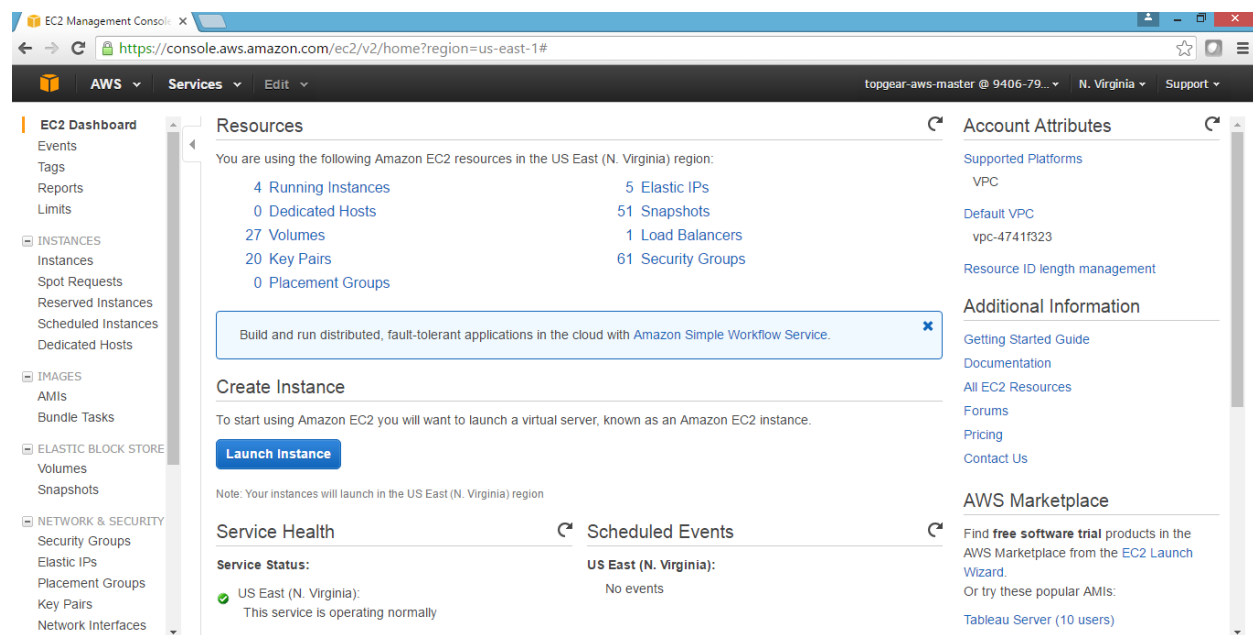 EC2 Management Console
https://console.aws.amazon.com/ec2/v2/home?region=us-east-1#
AWS
Services
Edit
topgear-aws-master @ 9406-79...
N. Virginia
Support
EC2 Dashboard
Events
Tags
Reports
Limits
INSTANCES
Instances
Spot Requests
Reserved Instances
Scheduled Instances
Dedicated Hosts
IMAGES
AMIs
Bundle Tasks
ELASTIC BLOCK STORE
Volumes
Snapshots
NETWORK & SECURITY
Security Groups
Elastic IPs
Placement Groups
Key Pairs
Network Interfaces
Resources
You are using the following Amazon EC2 resources in the US East (N. Virginia) region:
4 Running Instances
0 Dedicated Hosts
27 Volumes
20 Key Pairs
0 Placement Groups
5 Elastic IPs
51 Snapshots
1 Load Balancers
61 Security Groups
Build and run distributed, fault-tolerant applications in the cloud with Amazon Simple Workflow Service.
Create Instance
To start using Amazon EC2 you will want to launch a virtual server, known as an Amazon EC2 instance.
Launch Instance
Note: Your instances will launch in the US East (N. Virginia) region
Service Health
Service Status:
US East (N. Virginia):
This service is operating normally
Scheduled Events
US East (N. Virginia):
No events
Account Attributes
Supported Platforms
VPC
Default VPC
vpc-4741f323
Resource ID length management
Additional Information
Getting Started Guide
Documentation
All EC2 Resources
Forums
Pricing
Contact Us
AWS Marketplace
Find free software trial products in the
AWS Marketplace from the EC2 Launch
Wizard.
Or try these popular AMIs:
Tableau Server (10 users)